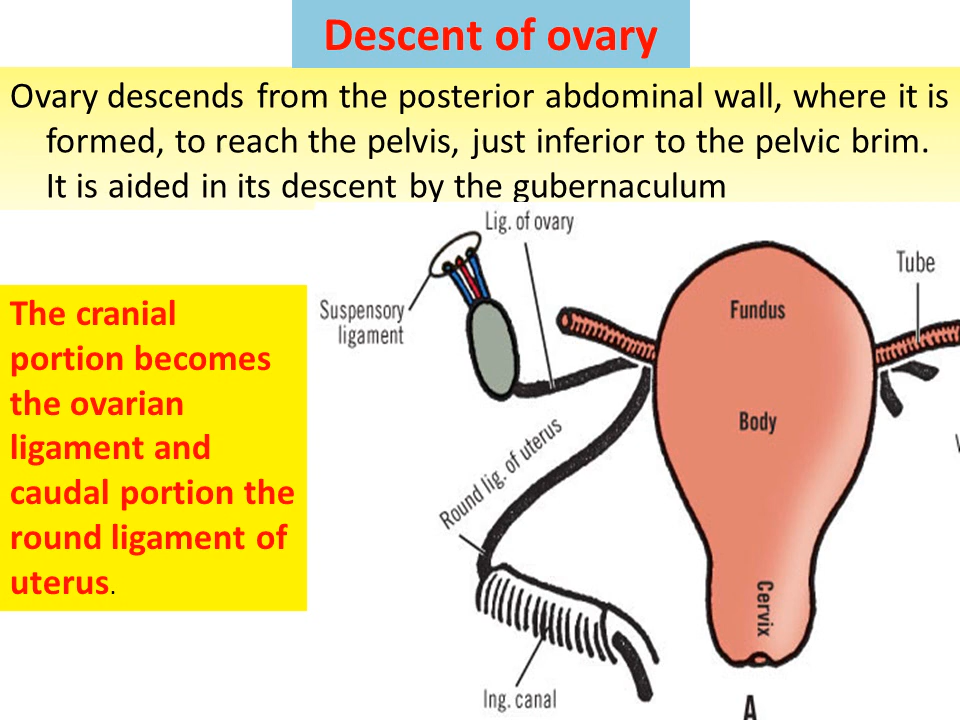 Descent of ovary
Ovary descends from the posterior abdominal wall, where it is
formed, to reach the pelvis, just inferior to the pelvic brim.
It is aided in its descent by the gubernaculum
The cranial
portion becomes
the ovarian
ligament and
caudal portion the
round ligament of
uterus.
Lig. of ovary
Suspensory
ligament
Tube
Fundus
Body
Round lig. of uterus
Cervix
Ing. canal
A